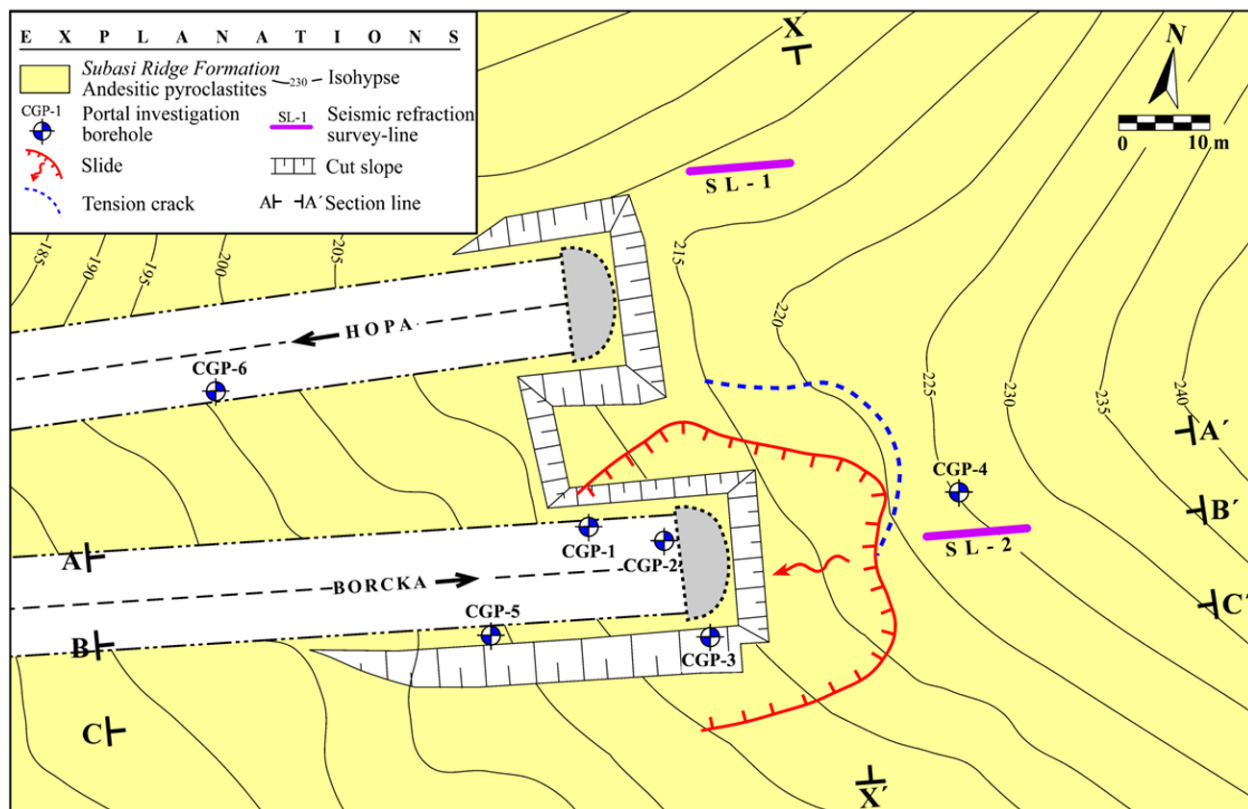 E X P L A N A T I O N S
Subasi Ridge Formation
Andesitic pyroclastites
-230- Isohypse
CGP-1 Portal investigation
borehole
SL-1 Seismic refraction
survey-line
Slide
Cut slope
Tension crack
A A´ Section line
X
N
0 10 m
SL-1
185
190
195
200
205
215
220
225
230
235
240
HOPA
CGP-6
A´
CGP-4
B´
SL-2
CGP-1
CGP-2
A
BORCKA
C´
CGP-5
B
CGP-3
C
X´